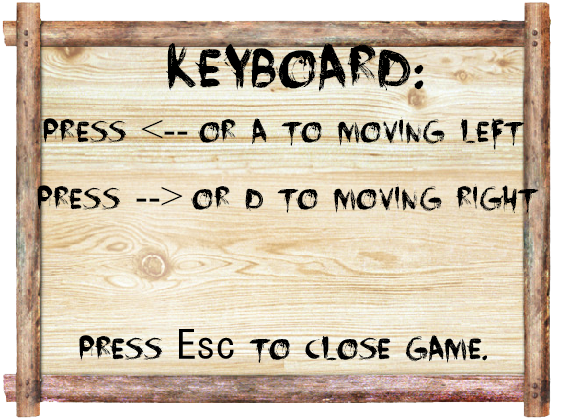 KEYBOARD:
PRESS <-- OR A TO MOVING LEFT
PRESS --> OR D TO MOVING RIGHT
PRESS Esc TO CLOSE GAME.